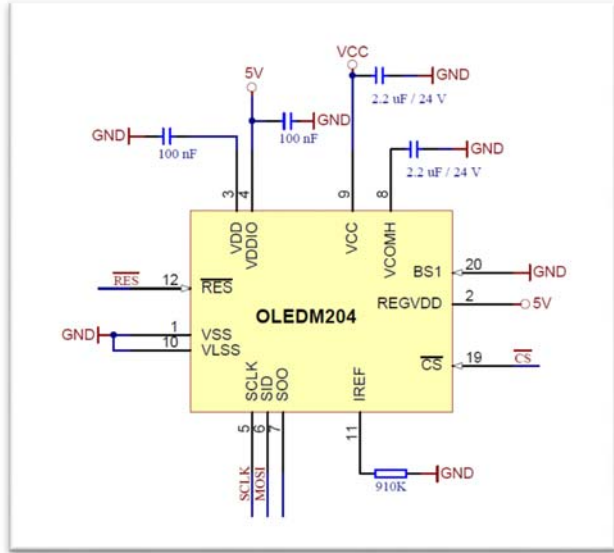 VCC
5V
GND
2.2 uF / 24 V
GND
GND
100 nF
100 nF
GND
2.2 uF / 24 V
3
4
9
8
VDD
VDDIO
VCC
VCOMH
RES
12
RES
BS1
20
GND
REGVDD
2
5V
OLEDM204
GND
1
VSS
10
VLSS
CS
19
CS
SCLK
SID
SOO
IREF
5
6
7
11
SCLK
MOSI
910K
GND